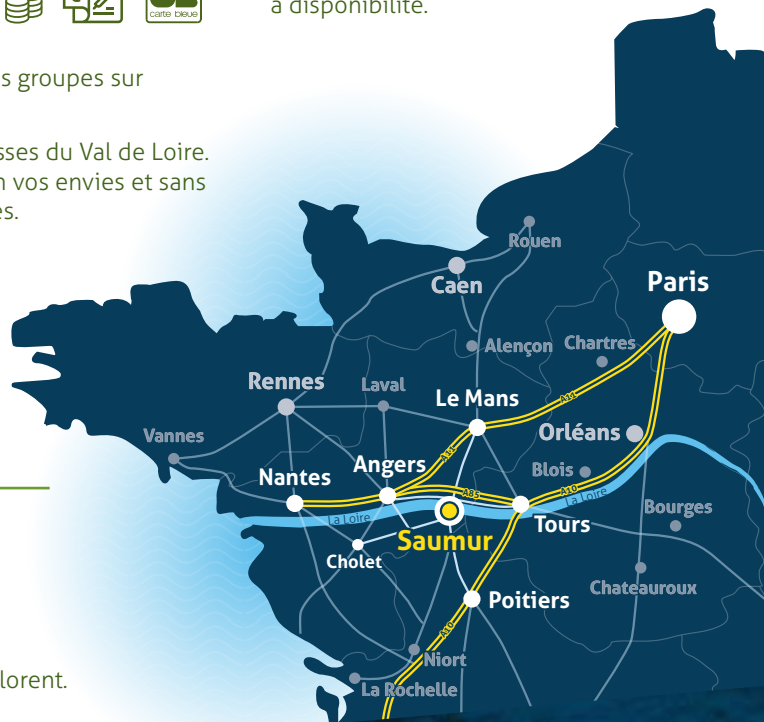 carte bleue
à disponibilité.
s groupes sur
sses du Val de Loire.
n vos envies et sans
es.
Rouen
Caen
Paris
Alençon
Chartres
Rennes
Laval
Le Mans
A11
Vannes
Orléans
Angers
A11
Nantes
Blois
A85
A10
La Loire
La Loire
Bourges
Saumur
Tours
Cholet
Chateauroux
Poitiers
A10
Niort
La Rochelle
lorent.